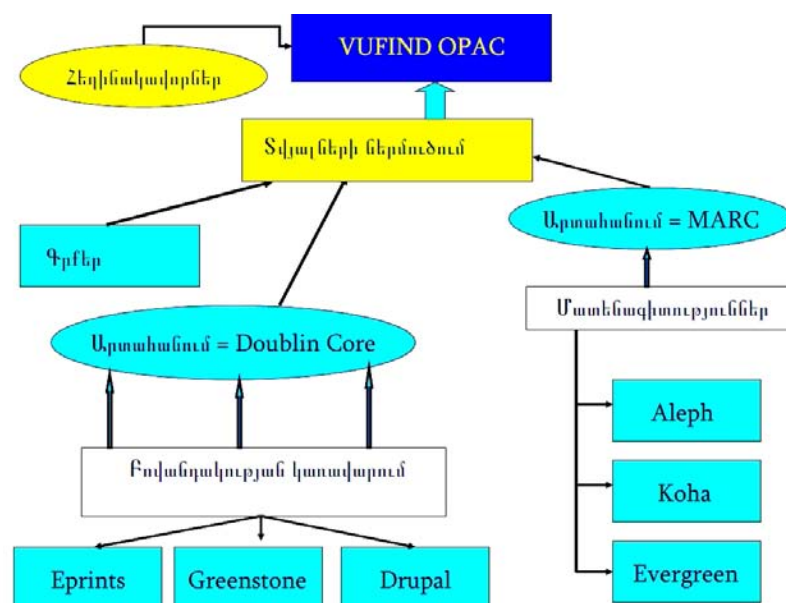 VUFIND OPAC
Հեղինակավորներ
Տվյալների ներմուծում
Արտահանում = MARC
Գրքեր
Մատենագիտություններ
Արտահանում = Doublin Core
Aleph
Բովանդակության կառավարում
Koha
Eprints
Greenstone
Drupal
Evergreen